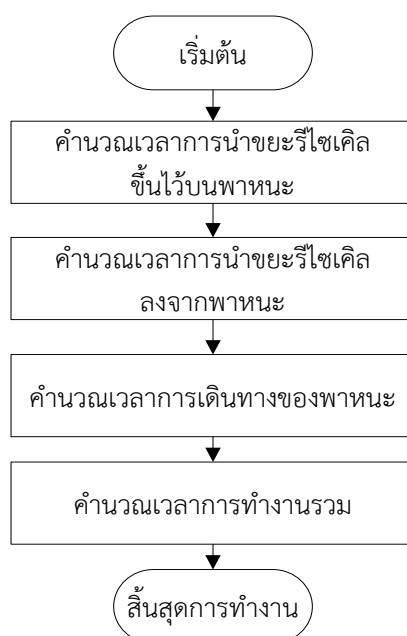 เริ่มต้น
คำนวณเวลาการนำขยะรีไซเคิล
ขึ้นไว้บนพาหนะ
คำนวณเวลาการนำขยะรีไซเคิล
ลงจากพาหนะ
คำนวณเวลาการเดินทางของพาหนะ
คำนวณเวลาการทำงานรวม
สิ้นสุดการทำงาน